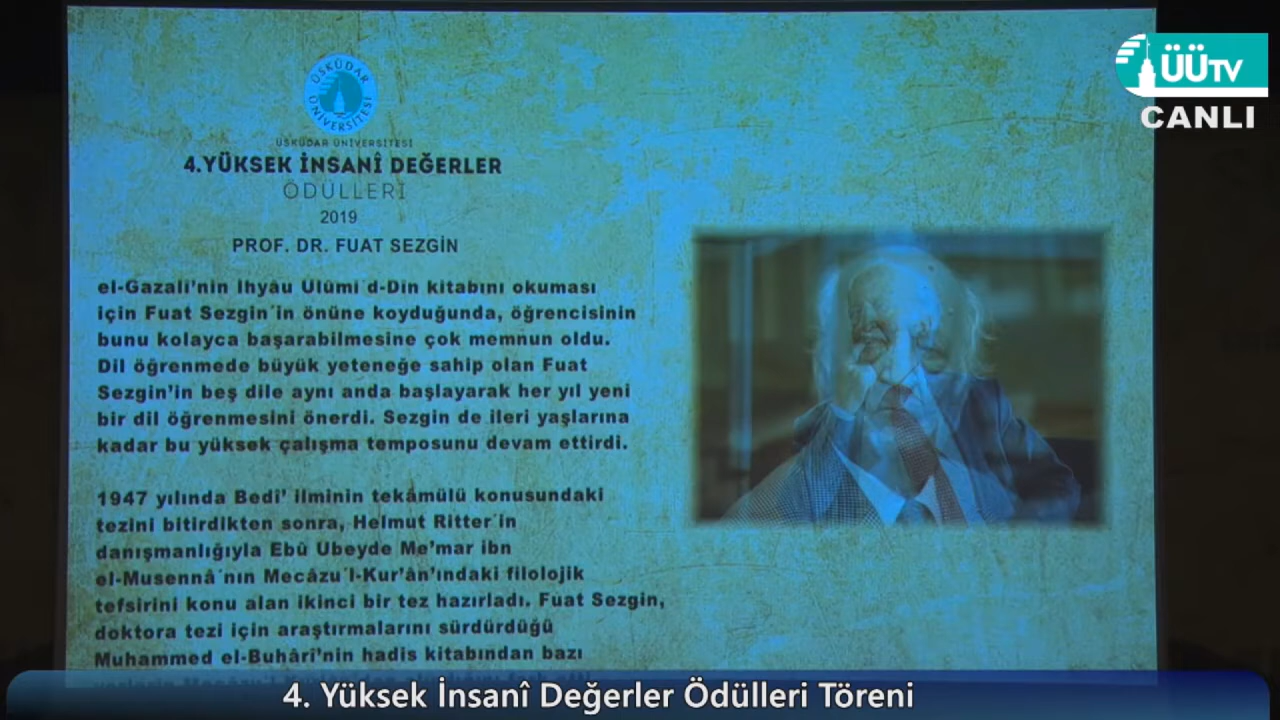 ÜÜTV
CANLI
ÜSKÜDAR ÜNİVERSİTESİ
ÜSKÜDAR ÜNİVERSİTESİ
4.YÜKSEK İNSANÎ DEĞERLER
ÖDÜLLERİ
2019
PROF. DR. FUAT SEZGİN
el-Gazali’nin İhyâu Ulûmi´d-Dîn kitabını okuması
için Fuat Sezgin´in önüne koyduğunda, öğrencisinin
bunu kolayca başarabilmesine çok memnun oldu.
Dil öğrenmede büyük yeteneğe sahip olan Fuat
Sezgin’in beş dile aynı anda başlayarak her yıl yeni
bir dil öğrenmesini önerdi. Sezgin de ileri yaşlarına
kadar bu yüksek çalışma temposunu devam ettirdi.
1947 yılında Bedî’ ilminin tekâmülü konusundaki
tezini bitirdikten sonra, Helmut Ritter´in
danışmanlığıyla Ebû Ubeyde Me’mar ibn
el-Musennâ´nın Mecâzu´l-Kur’ân’ındaki filolojik
tefsirini konu alan ikinci bir tez hazırladı. Fuat Sezgin,
doktora tezi için araştırmalarını sürdürdüğü
Muhammed el-Buhârî’nin hadis kitabından bazı
4. Yüksek İnsanî Değerler Ödülleri Töreni